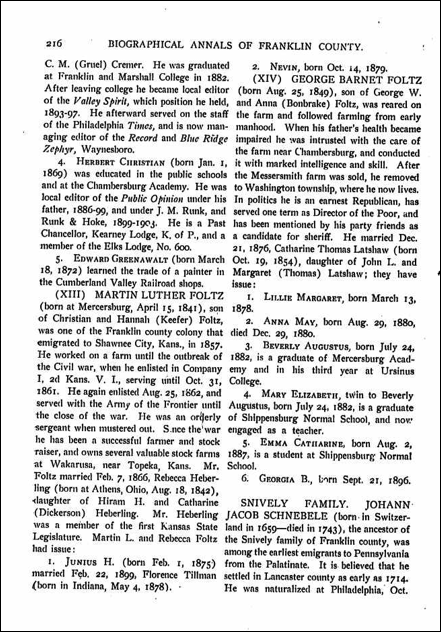 216 BIOGRAPHICAL ANNALS OF FRANKLIN COUNTY.
C. M. (Gruel) Cremer. He was graduated
at Franklin and Marshall College in 1882.
After leaving college he became local editor
of the Valley Spirit, which position he held,
1893-97. He afterward served on the staff
of the Philadelphia Times, and is now man-
aging editor of the Record and Blue Ridge
Zephyr, Waynesboro.
4. HERBERT CHRISTIAN (born Jan. 1,
1869) was educated in the public schools
and at the Chambersburg Academy. He was
local editor of the Public Opinion under his
father, 1886-99, and under J. M. Runk, and
Runk & Hoke, 1899-1903. He is a Past
Chancellor, Kearney Lodge, K. of P., and a
member of the Elks Lodge, No. 600.
5. EDWARD GREENAWALT (born March
18, 1872) learned the trade of a painter in
the Cumberland Valley Railroad shops.
(XIII) MARTIN LUTHER FOLTZ
(born at Mercersburg, April 15, 1841), son
of Christian and Hannah (Keefer) Foltz,
was one of the Franklin county colony that
emigrated to Shawnee City, Kans., in 1857.
He worked on a farm until the outbreak of
the Civil war, when he enlisted in Company
I, 2d Kans. V. I., serving until Oct. 31,
1861. He again enlisted Aug. 25, 1862, and
served with the Army of the Frontier until
the close of the war. He was an orderly
sergeant when mustered out. Since the war
he has been a successful farmer and stock
raiser, and owns several valuable stock farms
at Wakarusa, near Topeka, Kans. Mr.
Foltz married Feb. 7, 1866, Rebecca Heber-
ling (born at Athens, Ohio, Aug. 18, 1842),
daughter of Hiram H. and Catharine
(Dickerson) Heberling. Mr. Heberling
was a member of the first Kansas State
Legislature. Martin L. and Rebecca Foltz
had issue:
1. JUNIUS H. (born Feb. 1, 1875)
married Feb. 22, 1899, Florence Tillman
(born in Indiana, May 4, 1878).
2. NEVIN, born Oct. 14, 1879.
(XIV) GEORGE BARNET FOLTZ
(born Aug. 25, 1849), son of George W.
and Anna (Bonbrake) Foltz, was reared on
the farm and followed farming from early
manhood. When his father's health became
impaired he was intrusted with the care of
the farm near Chambersburg, and conducted
it with marked intelligence and skill. After
the Messersmith farm was sold, he removed
to Washington township, where he now lives.
In politics he is an earnest Republican, has
served one term as Director of the Poor, and
has been mentioned by his party friends as
a candidate for sheriff. He married Dec.
21, 1876, Catharine Thomas Latshaw (born
Oct. 19, 1854), daughter of John L. and
Margaret (Thomas) Latshaw; they have
issue:
1. LILLIE MARGARET, born March 13,
1878.
2. ANNA MAY, born Aug. 29, 1880,
died Dec. 29, 1880.
3. BEVERLY AUGUSTUS, born July 24,
1882, is a graduate of Mercersburg Acad-
emy and in his third year at Ursinus
College.
4. MARY ELIZABETH, twin to Beverly
Augustus, born July 24, 1882, is a graduate
of Shippensburg Normal School, and now
engaged as a teacher.
5. EMMA CATHARINE, born Aug. 2,
1887, is a student at Shippensburg Normal
School.
6. GEORGIA B., born Sept. 21, 1896.
SNIVELY FAMILY. JOHANN
JACOB SCHNEBELE (born in Switzer-
land in 1659—died in 1743), the ancestor of
the Snively family of Franklin county, was
among the earliest emigrants to Pennsylvania
from the Palatinate. It is believed that he
settled in Lancaster county as early as 1714.
He was naturalized at Philadelphia, Oct.